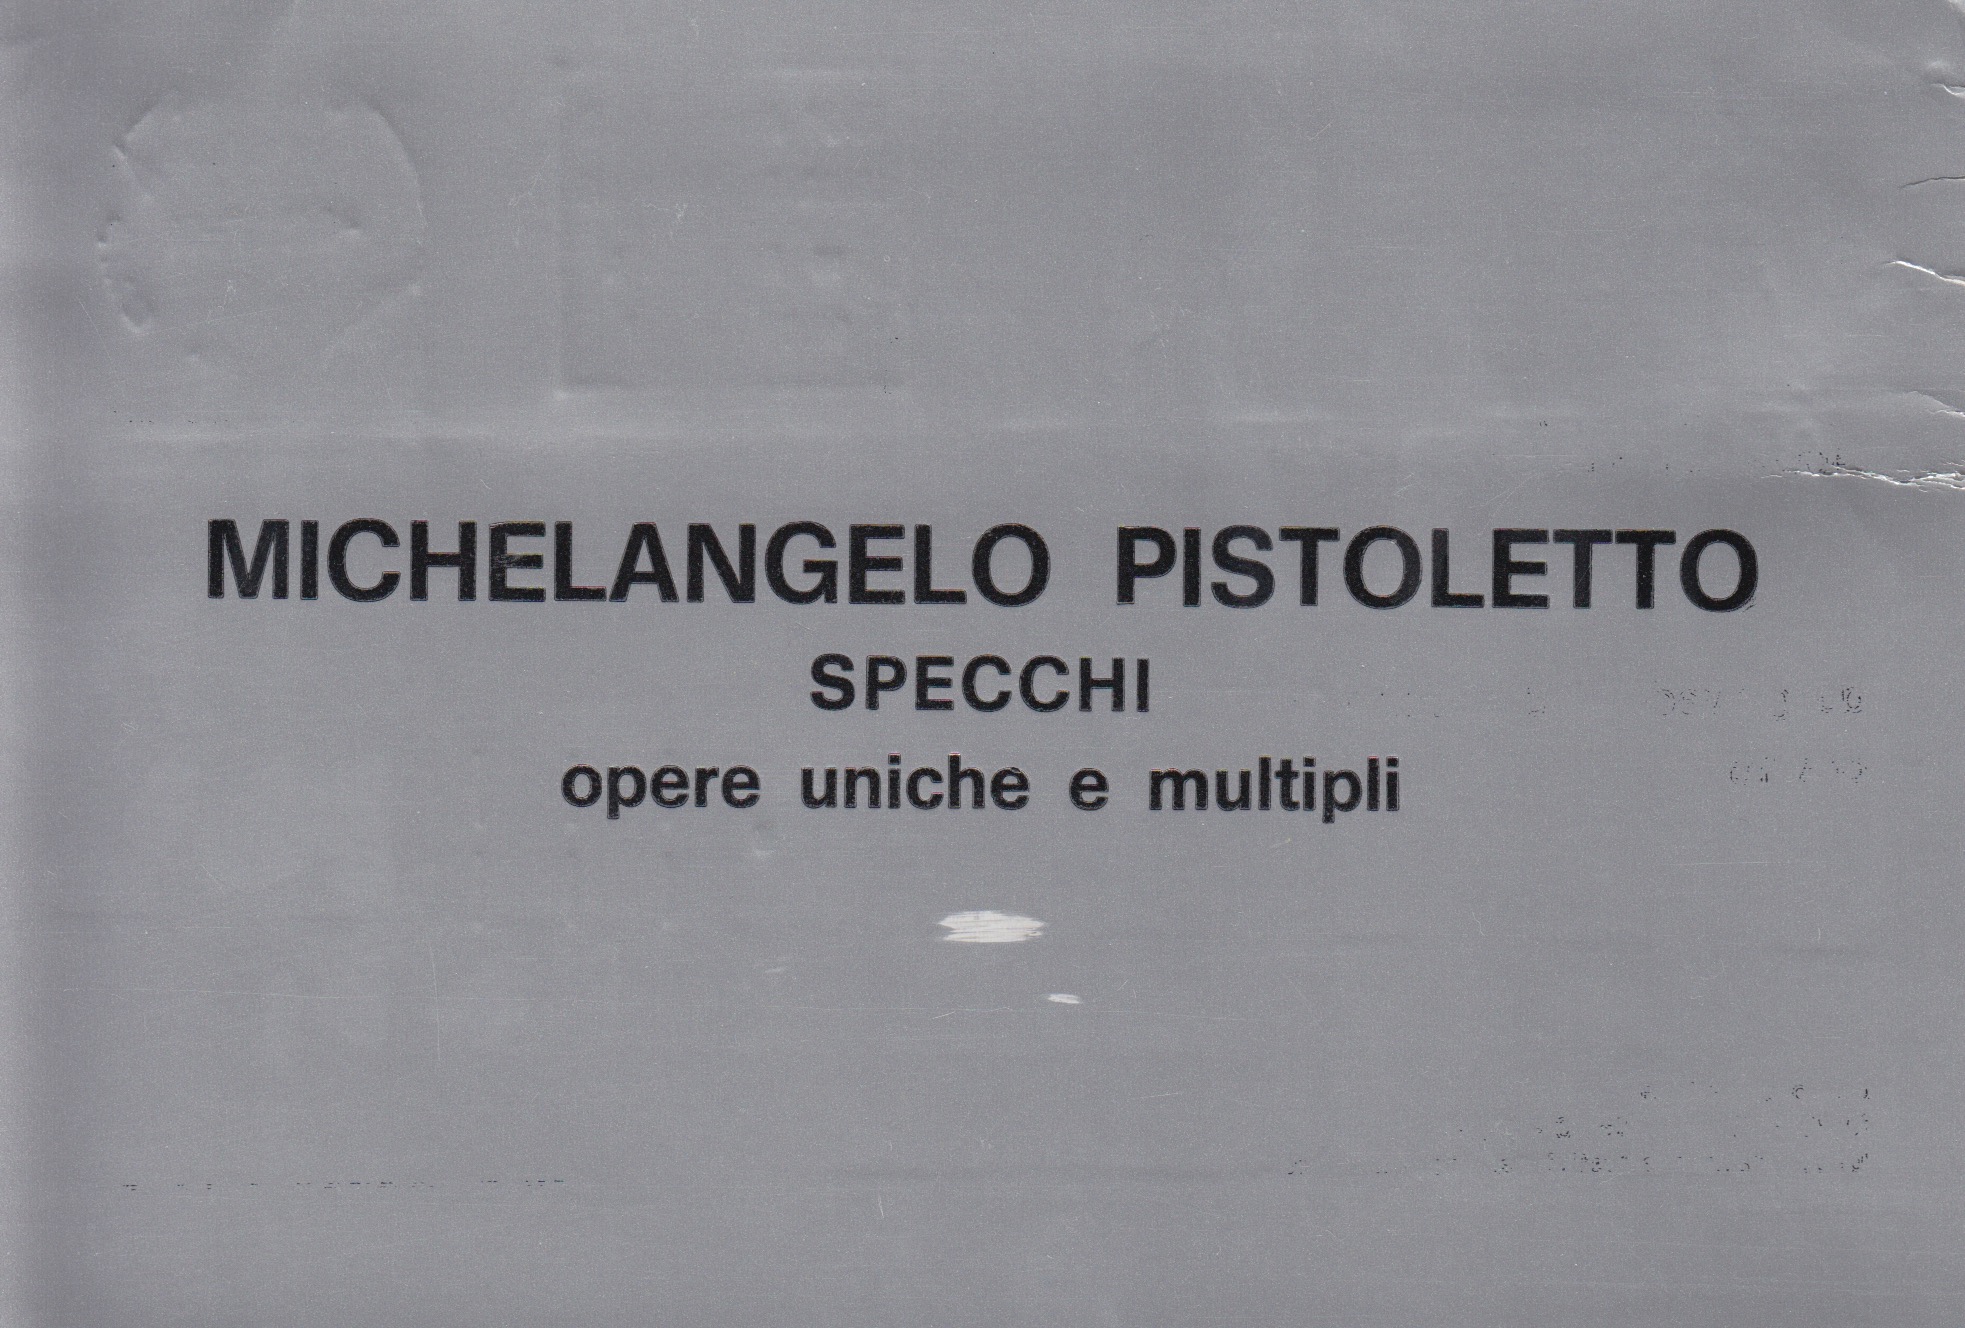 MICHELANGELO PISTOLETTO
SPECCHI
opere uniche e multipli